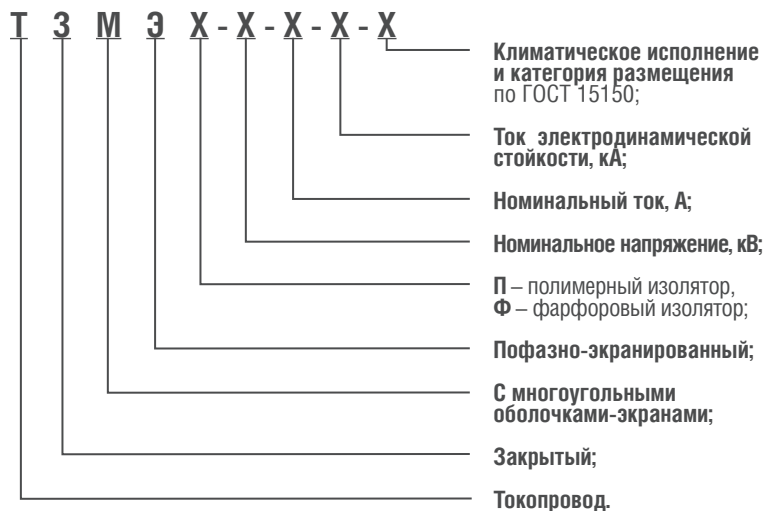 Т З М Э Х - Х - Х - Х - Х
Климатическое исполнение
и категория размещения
по ГОСТ 15150;
Ток электродинамической
стойкости, кА;
Номинальный ток, А;
Номинальное напряжение, кВ;
П – полимерный изолятор,
Ф – фарфоровый изолятор;
Пофазно-экранированный;
С многоугольными
оболочками-экранами;
Закрытый;
Токопровод.